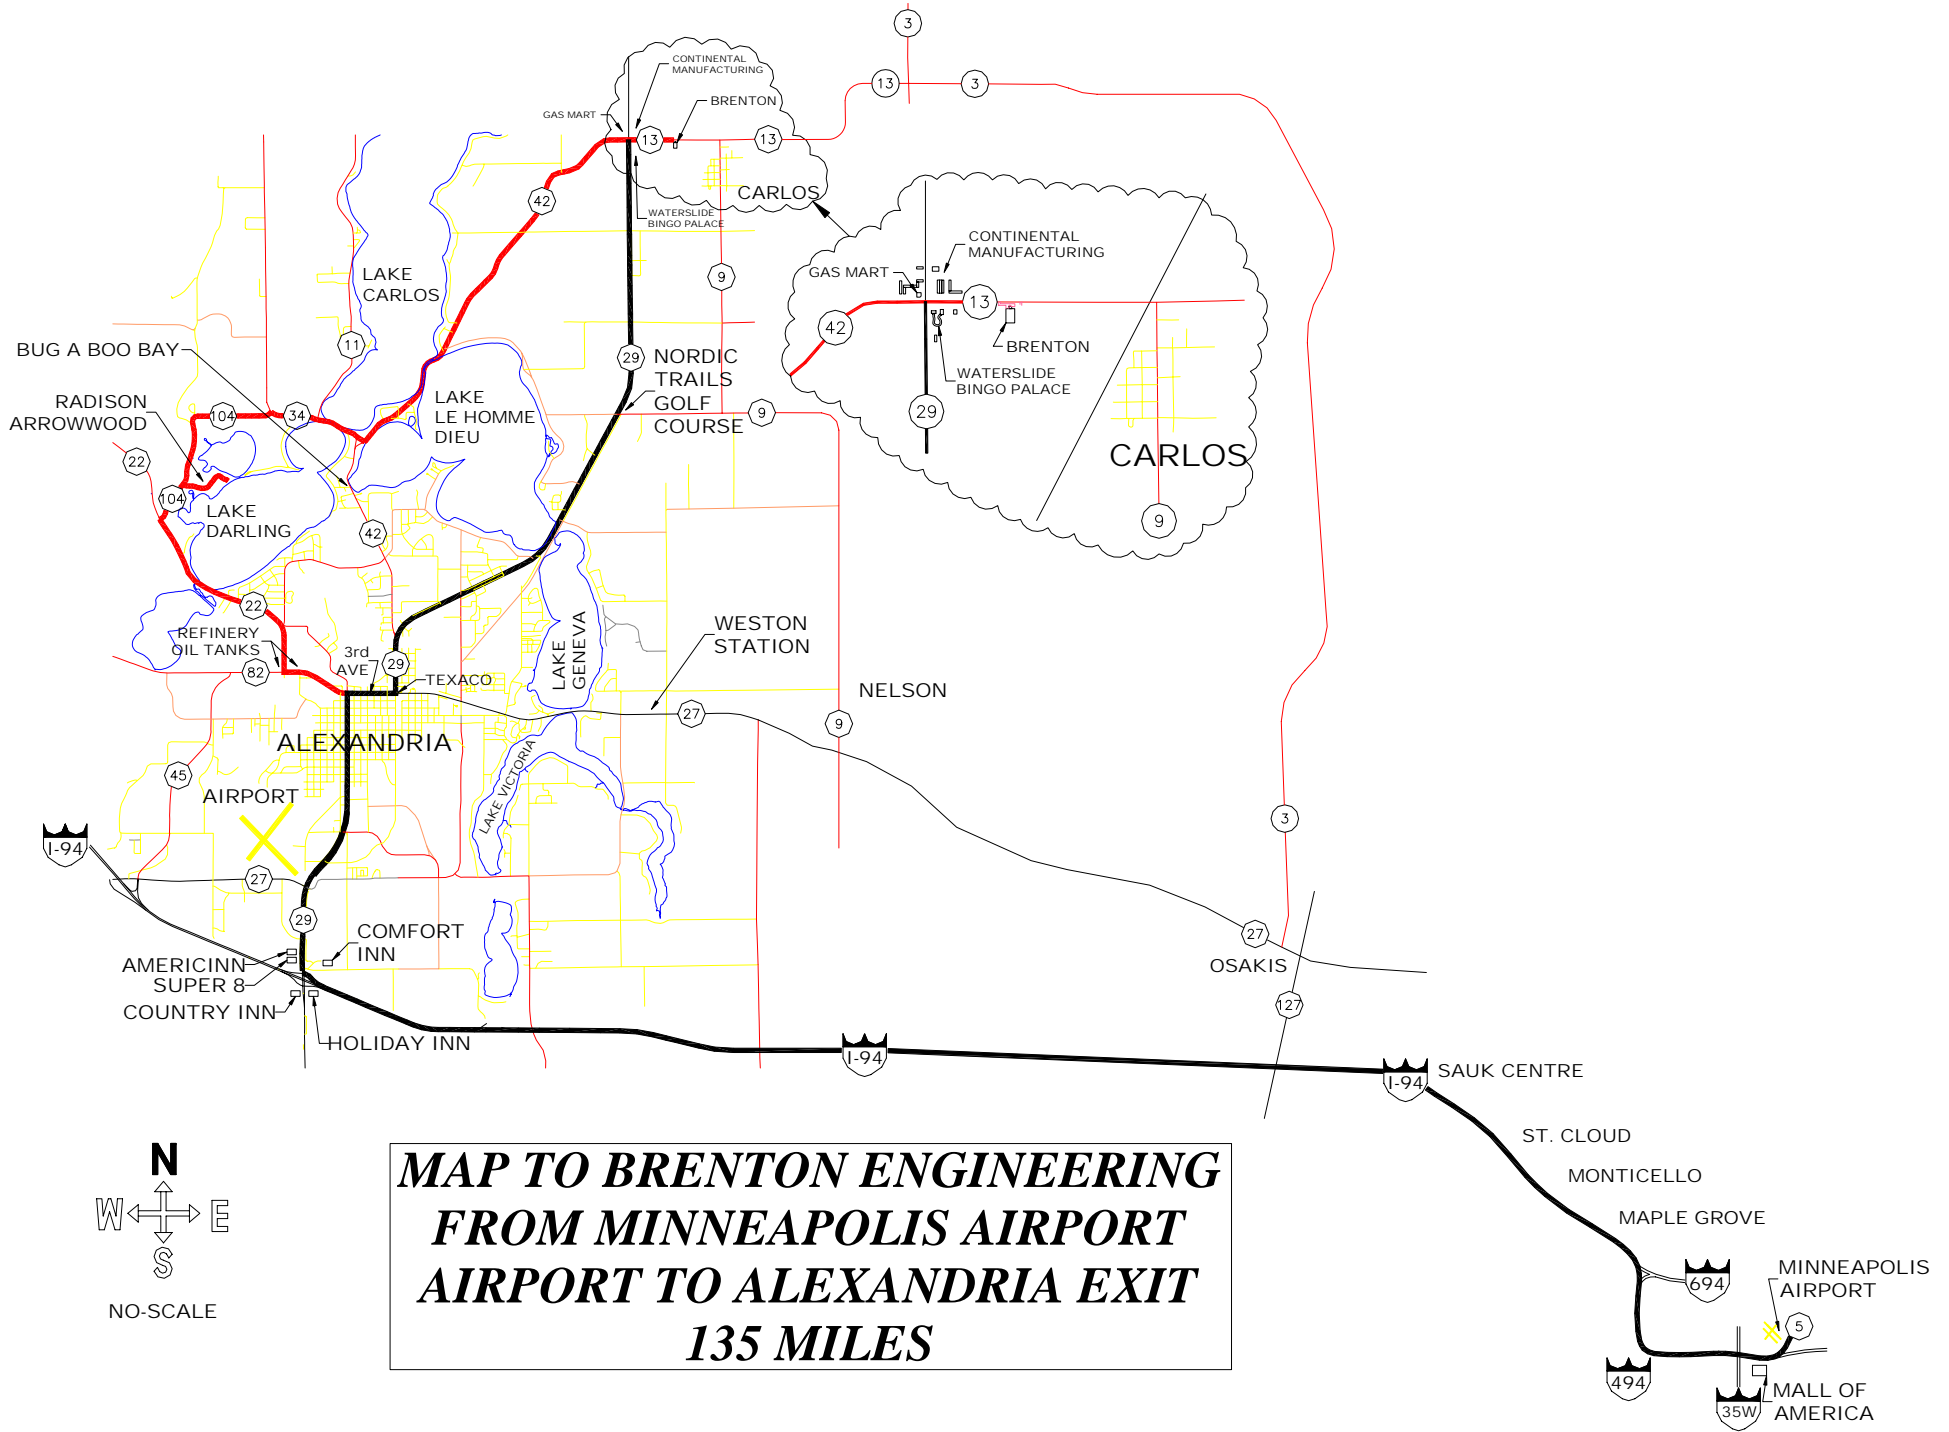 3
CONTINENTAL
MANUFACTURING
13
3
BRENTON
GAS MART
13
13
CARLOS
42
WATERSLIDE
BINGO PALACE
CONTINENTAL
MANUFACTURING
LAKE
CARLOS
9
GAS MART
13
42
11
BUG A BOO BAY
29
NORDIC
TRAILS
GOLF
COURSE
BRENTON
WATERSLIDE
BINGO PALACE
RADISON
ARROWWOOD
LAKE
LE HOMME
DIEU
104
34
9
29
CARLOS
22
104
LAKE
DARLING
42
9
22
REFINERY
OIL TANKS
82
3rd
AVE
29
TEXACO
LAKE
GENEVA
WESTON
STATION
NELSON
27
9
ALEXANDRIA
45
AIRPORT
LAKE VICTORIA
3
I-94
27
29
COMFORT
INN
27
OSAKIS
AMERICINN
SUPER 8
COUNTRY INN
HOLIDAY INN
127
I-94
I-94
SAUK CENTRE
ST. CLOUD
MONTICELLO
MAPLE GROVE
N
W
E
S
NO-SCALE
MAP TO BRENTON ENGINEERING
FROM MINNEAPOLIS AIRPORT
AIRPORT TO ALEXANDRIA EXIT
135 MILES
694
MINNEAPOLIS
AIRPORT
5
494
35W
MALL OF
AMERICA